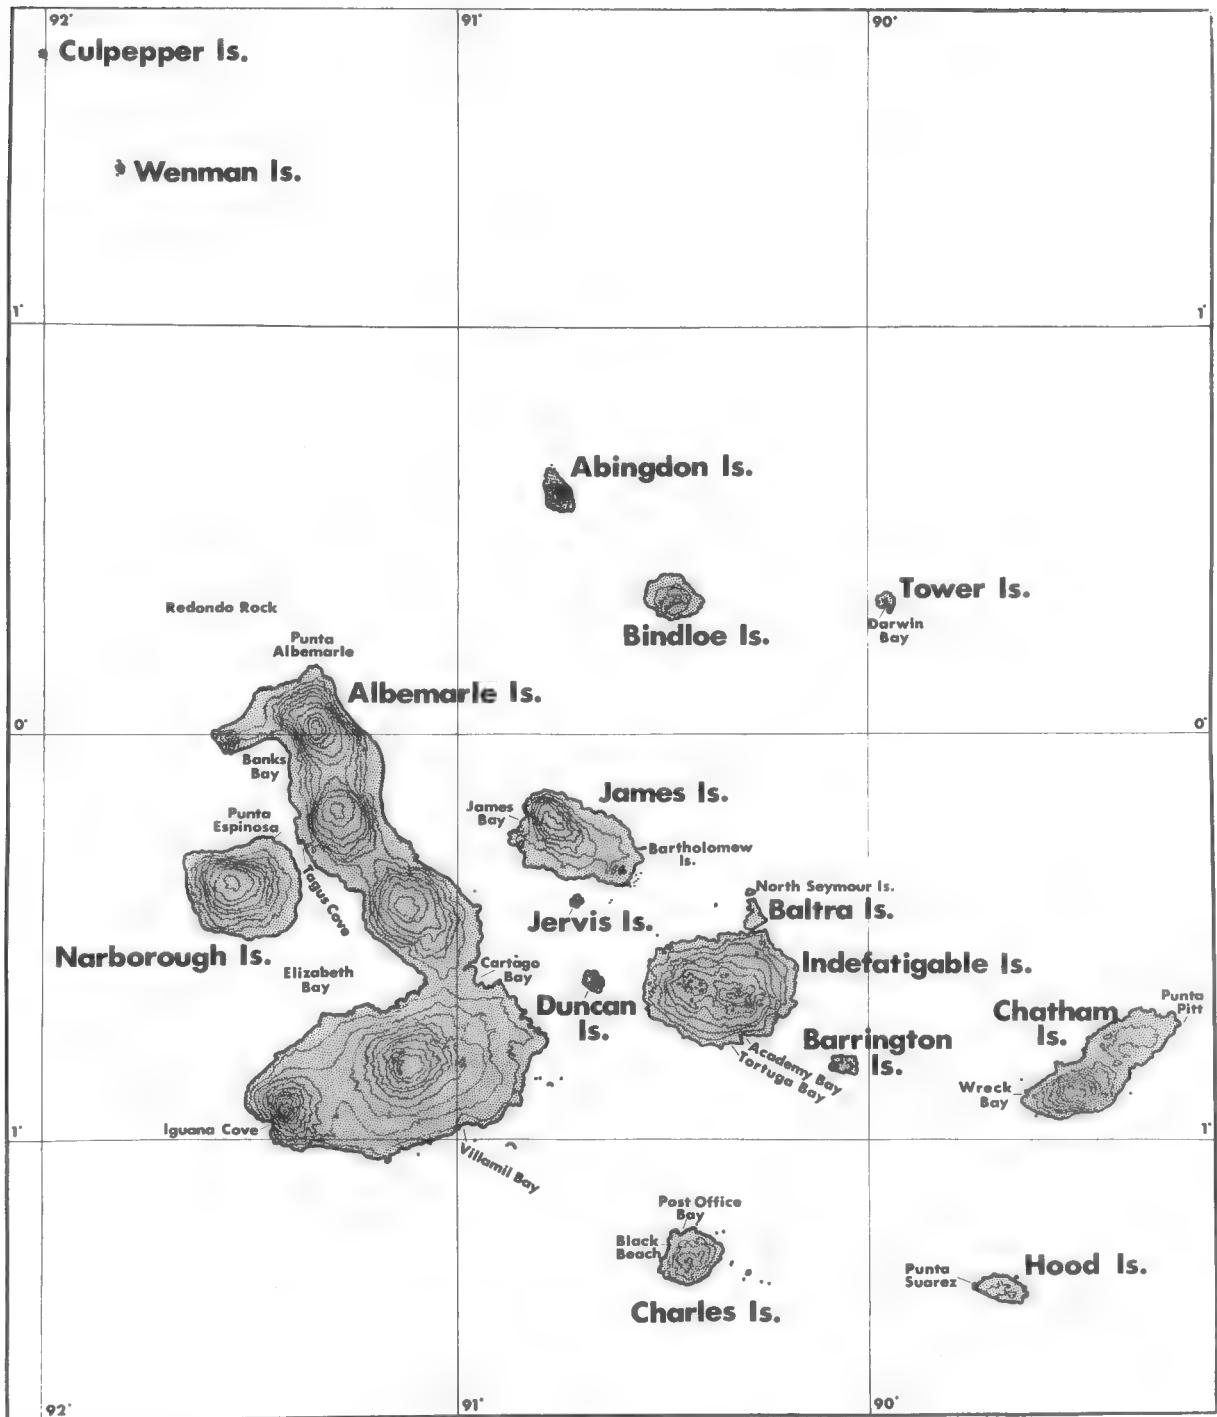 92°
91°
90°
Culpepper Is.
Wenman Is.
1°
1°
Abingdon Is.
Tower Is.
Darwin
Bay
Bindloe Is.
Redondo Rock
Punta
Albemarle
Albemarle Is.
0°
0°
Banks
Bay
James Is.
James
Bay
Punta
Espinosa
Bartholomew
Is.
Tagus Cove
North Seymour Is.
Baltra Is.
Jervis Is.
Narborough Is.
Elizabeth
Bay
Cartago
Bay
Indefatigable Is.
Duncan
Is.
Punta
Pitt
Chatham
Is.
Academy Bay
Tortuga Bay
Barrington
Is.
Wreck
Bay
Iguana Cove
1°
1°
Villamil Bay
Post Office
Bay
Black
Beach
Charles Is.
Punta
Suarez
Hood Is.
92°
91°
90°